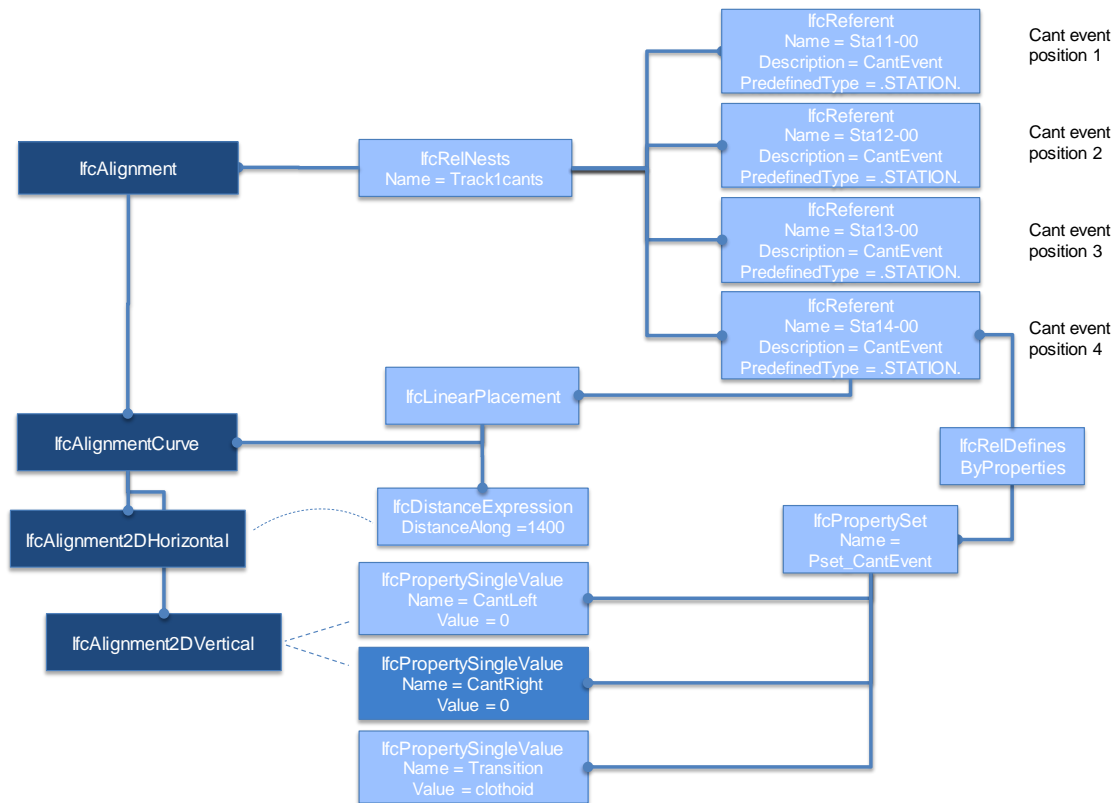 IfcReferent
Name = Sta11-00
Description = CantEvent
PredefinedType = .STATION.
Cant event
position 1
IfcReferent
Name = Sta12-00
Description = CantEvent
PredefinedType = .STATION.
Cant event
position 2
IfcAlignment
IfcRelNests
Name = Track1cants
IfcReferent
Name = Sta13-00
Description = CantEvent
PredefinedType = .STATION.
Cant event
position 3
IfcReferent
Name = Sta14-00
Description = CantEvent
PredefinedType = .STATION.
Cant event
position 4
IfcLinearPlacement
IfcAlignmentCurve
IfcRelDefines
ByProperties
IfcDistanceExpression
DistanceAlong =1400
IfcAlignment2DHorizontal
IfcPropertySet
Name =
Pset_CantEvent
IfcPropertySingleValue
Name = CantLeft
Value = 0
IfcAlignment2DVertical
IfcPropertySingleValue
Name = CantRight
Value = 0
IfcPropertySingleValue
Name = Transition
Value = clothoid